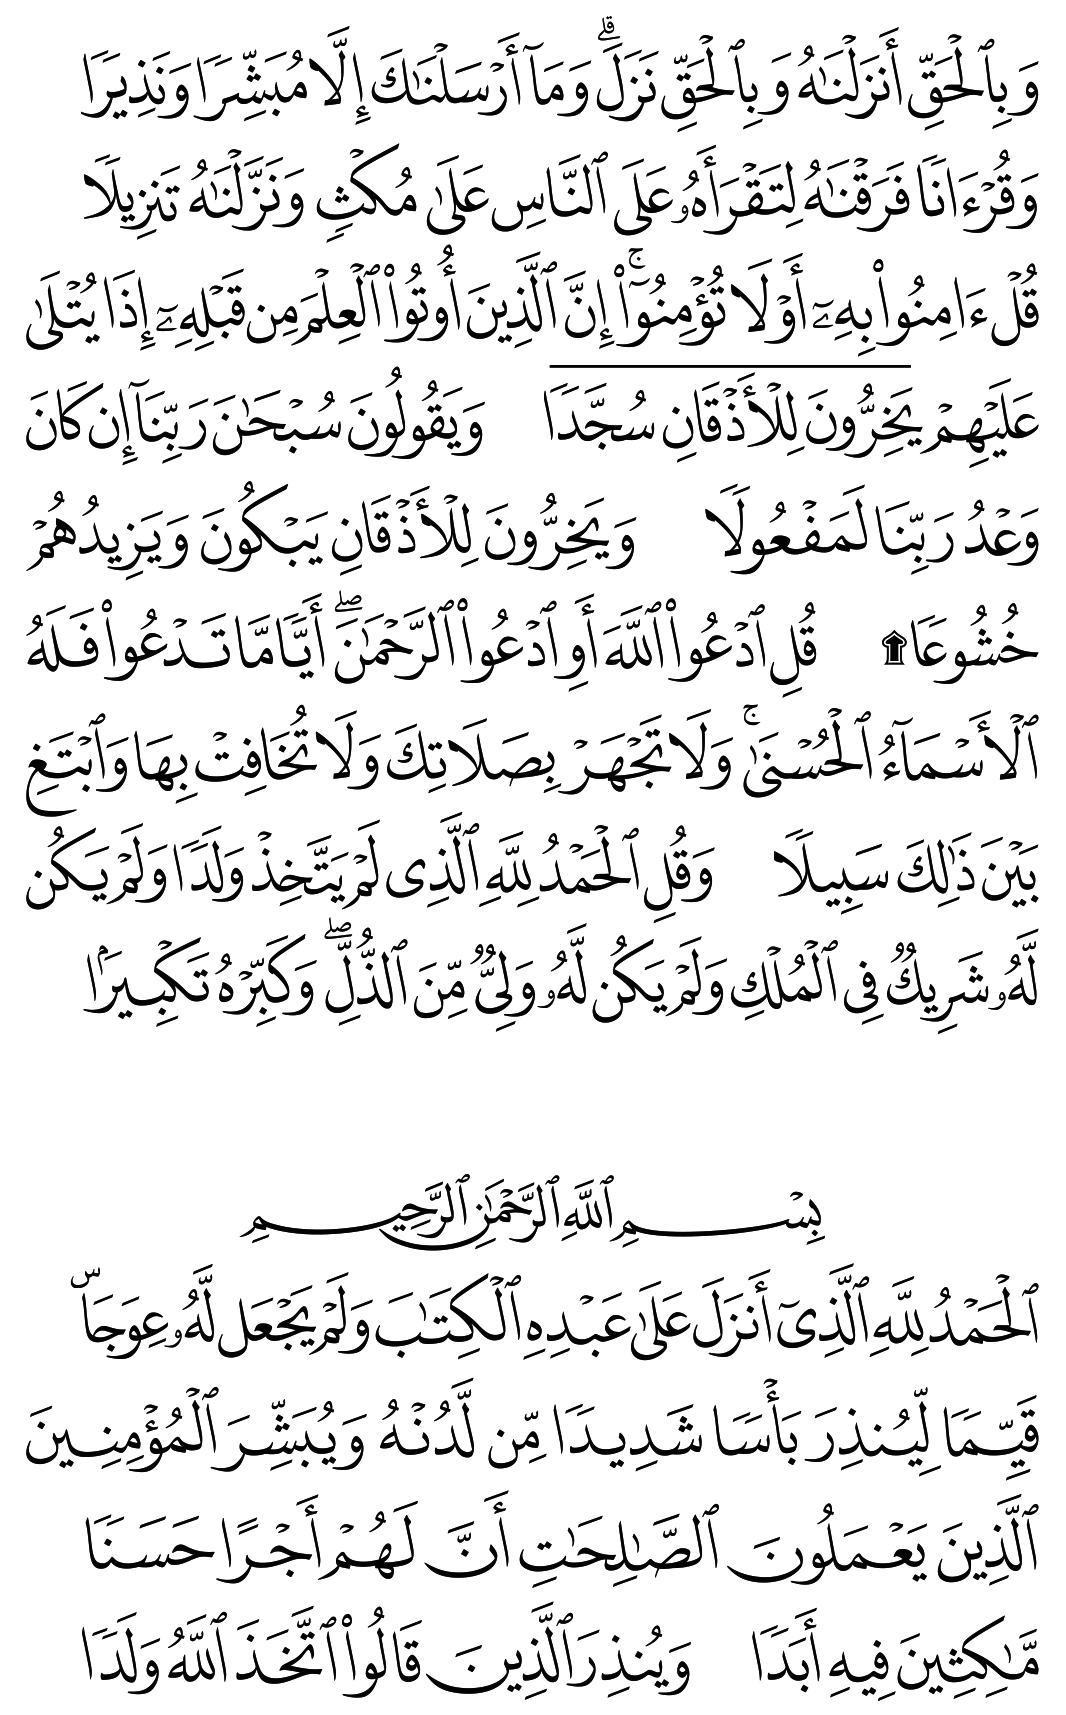 وَبِٱلۡحَقِّ أَنزَلۡنَٰهُ وَبِٱلۡحَقِّ نَزَلَۗ وَمَآ أَرۡسَلۡنَٰكَ إِلَّا مُبَشِّرٗا وَنَذِيرٗا
وَقُرۡءَانٗا فَرَقۡنَٰهُ لِتَقۡرَأَهُۥ عَلَى ٱلنَّاسِ عَلَىٰ مُكۡثٖ وَنَزَّلۡنَٰهُ تَنزِيلٗا
قُلۡ ءَامِنُواْ بِهِۦٓ أَوۡ لَا تُؤۡمِنُوٓاْۚ إِنَّ ٱلَّذِينَ أُوتُواْ ٱلۡعِلۡمَ مِن قَبۡلِهِۦٓ إِذَا يُتۡلَىٰ
عَلَيۡهِمۡ يَخِرُّونَۤ لِلۡأَذۡقَانِۤ سُجَّدٗاۤ وَيَقُولُونَ سُبۡحَٰنَ رَبِّنَآ إِن كَانَ
وَعۡدُ رَبِّنَا لَمَفۡعُولٗا وَيَخِرُّونَ لِلۡأَذۡقَانِ يَبۡكُونَ وَيَزِيدُهُمۡ
خُشُوعٗا۩ قُلِ ٱدۡعُواْ ٱللَّهَ أَوِ ٱدۡعُواْ ٱلرَّحۡمَٰنَۖ أَيّٗا مَّا تَدۡعُواْ فَلَهُ
ٱلۡأَسۡمَآءُ ٱلۡحُسۡنَىٰۚ وَلَا تَجۡهَرۡ بِصَلَاتِكَ وَلَا تُخَافِتۡ بِهَا وَٱبۡتَغِ
بَيۡنَ ذَٰلِكَ سَبِيلٗا وَقُلِ ٱلۡحَمۡدُ لِلَّهِ ٱلَّذِي لَمۡ يَتَّخِذۡ وَلَدٗا وَلَمۡ يَكُن
لَّهُۥ شَرِيكٞ فِي ٱلۡمُلۡكِ وَلَمۡ يَكُن لَّهُۥ وَلِيّٞ مِّنَ ٱلذُّلِّۖ وَكَبِّرۡهُ تَكۡبِيرَۢا
بِسۡمِ ٱللَّهِ ٱلرَّحۡمَٰنِ ٱلرَّحِيمِ
ٱلۡحَمۡدُ لِلَّهِ ٱلَّذِيٓ أَنزَلَ عَلَىٰ عَبۡدِهِ ٱلۡكِتَٰبَ وَلَمۡ يَجۡعَل لَّهُۥ عِوَجَاۜ
قَيِّمٗا لِّيُنذِرَ بَأۡسٗا شَدِيدٗا مِّن لَّدُنۡهُ وَيُبَشِّرَ ٱلۡمُؤۡمِنِينَ
ٱلَّذِينَ يَعۡمَلُونَ ٱلصَّٰلِحَٰتِ أَنَّ لَهُمۡ أَجۡرًا حَسَنٗا
مَّٰكِثِينَ فِيهِ أَبَدٗا وَيُنذِرَ ٱلَّذِينَ قَالُواْ ٱتَّخَذَ ٱللَّهُ وَلَدٗا